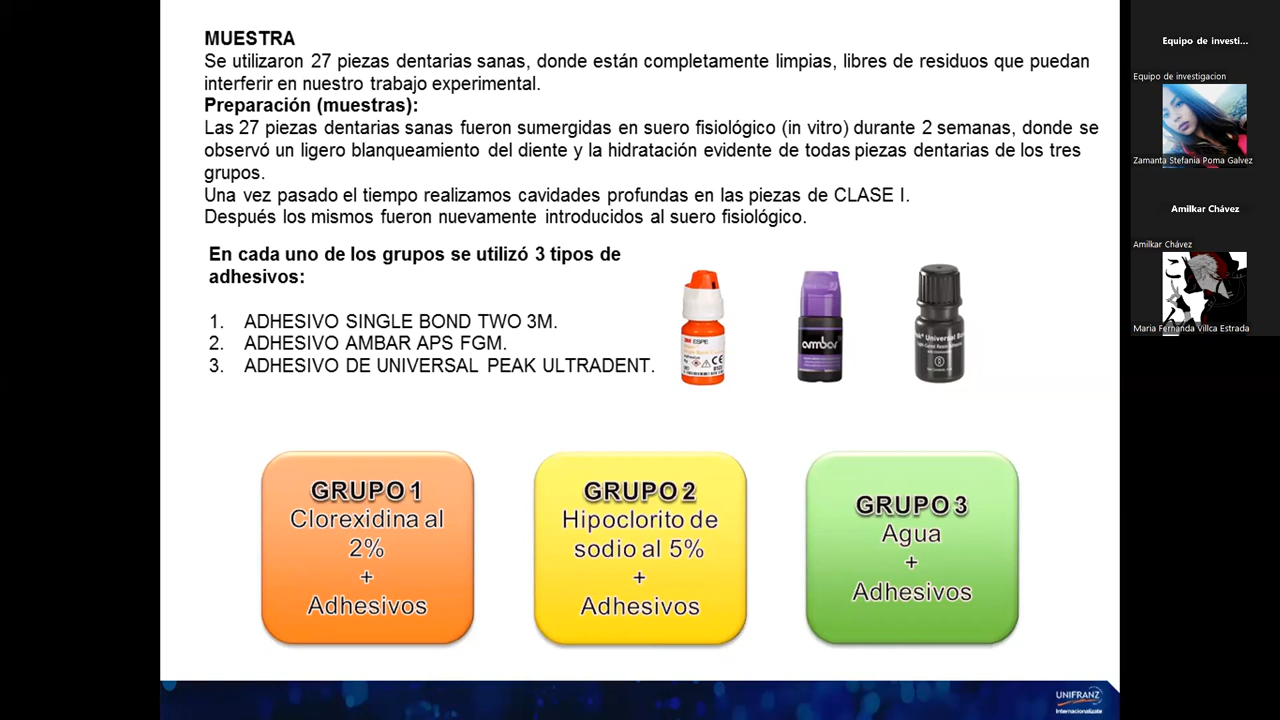 MUESTRA
Se utilizaron 27 piezas dentarias sanas, donde están completamente limpias, libres de residuos que puedan
interferir en nuestro trabajo experimental.
Preparación (muestras):
Las 27 piezas dentarias sanas fueron sumergidas en suero fisiológico (in vitro) durante 2 semanas, donde se
observó un ligero blanqueamiento del diente y la hidratación evidente de todas piezas dentarias de los tres
grupos.
Una vez pasado el tiempo realizamos cavidades profundas en las piezas de CLASE I.
Después los mismos fueron nuevamente introducidos al suero fisiológico.
En cada uno de los grupos se utilizó 3 tipos de
adhesivos:
1. ADHESIVO SINGLE BOND TWO 3M.
2. ADHESIVO AMBAR APS FGM.
3. ADHESIVO DE UNIVERSAL PEAK ULTRADENT.
3M ESPE
CE
ambar
Universal
GRUPO 1
Clorexidina al
2%
+
Adhesivos
GRUPO 2
Hipoclorito de
sodio al 5%
+
Adhesivos
GRUPO 3
Agua
+
Adhesivos
UNIFRANZ
Internacionalízate
Equipo de investi...
Equipo de investigacion
Zamanta Stefania Poma Galvez
Amilkar Chávez
Amilkar Chávez
Maria Fernanda Villca Estrada